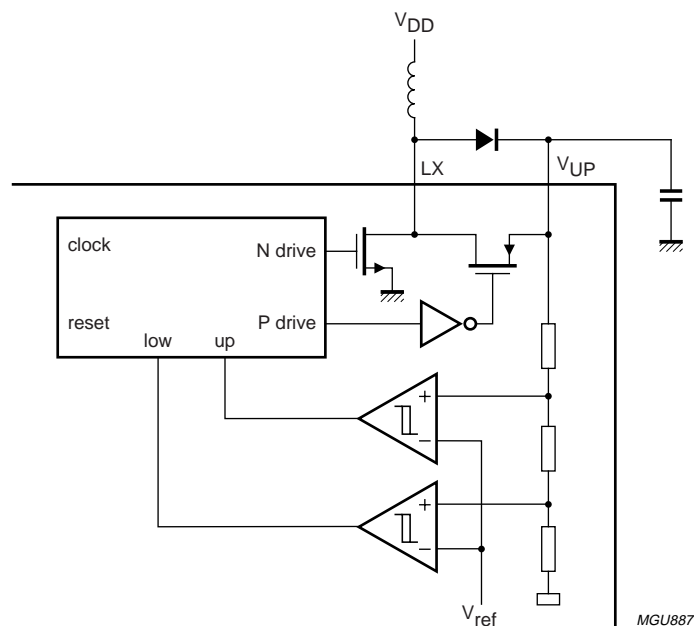 VDD
LX
VUP
clock
N drive
reset
P drive
low
up
+
−
+
−
Vref
MGU887